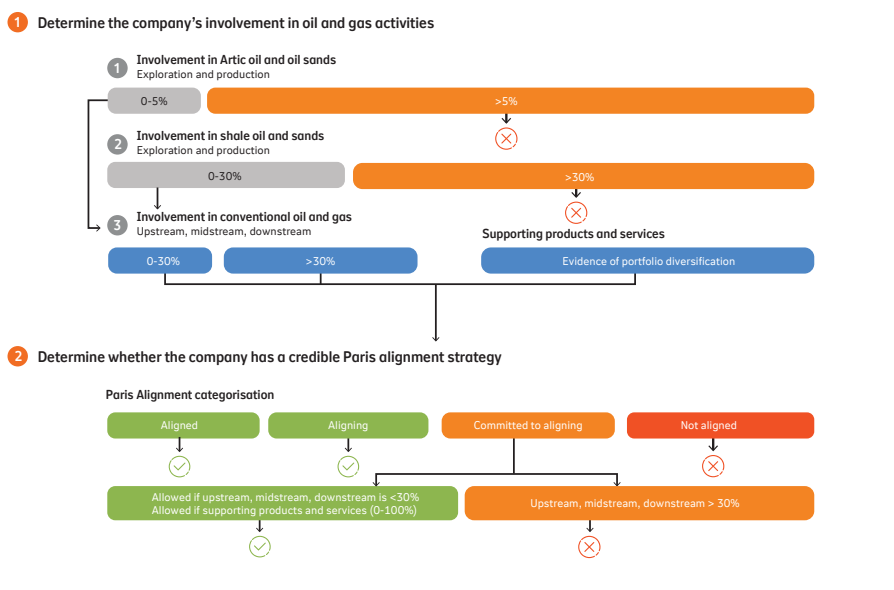 1 Determine the company's involvement in oil and gas activities
1 Involvement in Artic oil and oil sands
Exploration and production
0-5% >5%
2 Involvement in shale oil and sands
Exploration and production
0-30% >30%
3 Involvement in conventional oil and gas
Upstream, midstream, downstream
Supporting products and services
0-30% >30% Evidence of portfolio diversification
2 Determine whether the company has a credible Paris alignment strategy
Paris Alignment categorisation
Aligned Aligning Committed to aligning Not aligned
Allowed if upstream, midstream, downstream is <30%
Allowed if supporting products and services (0-100%)
Upstream, midstream, downstream > 30%